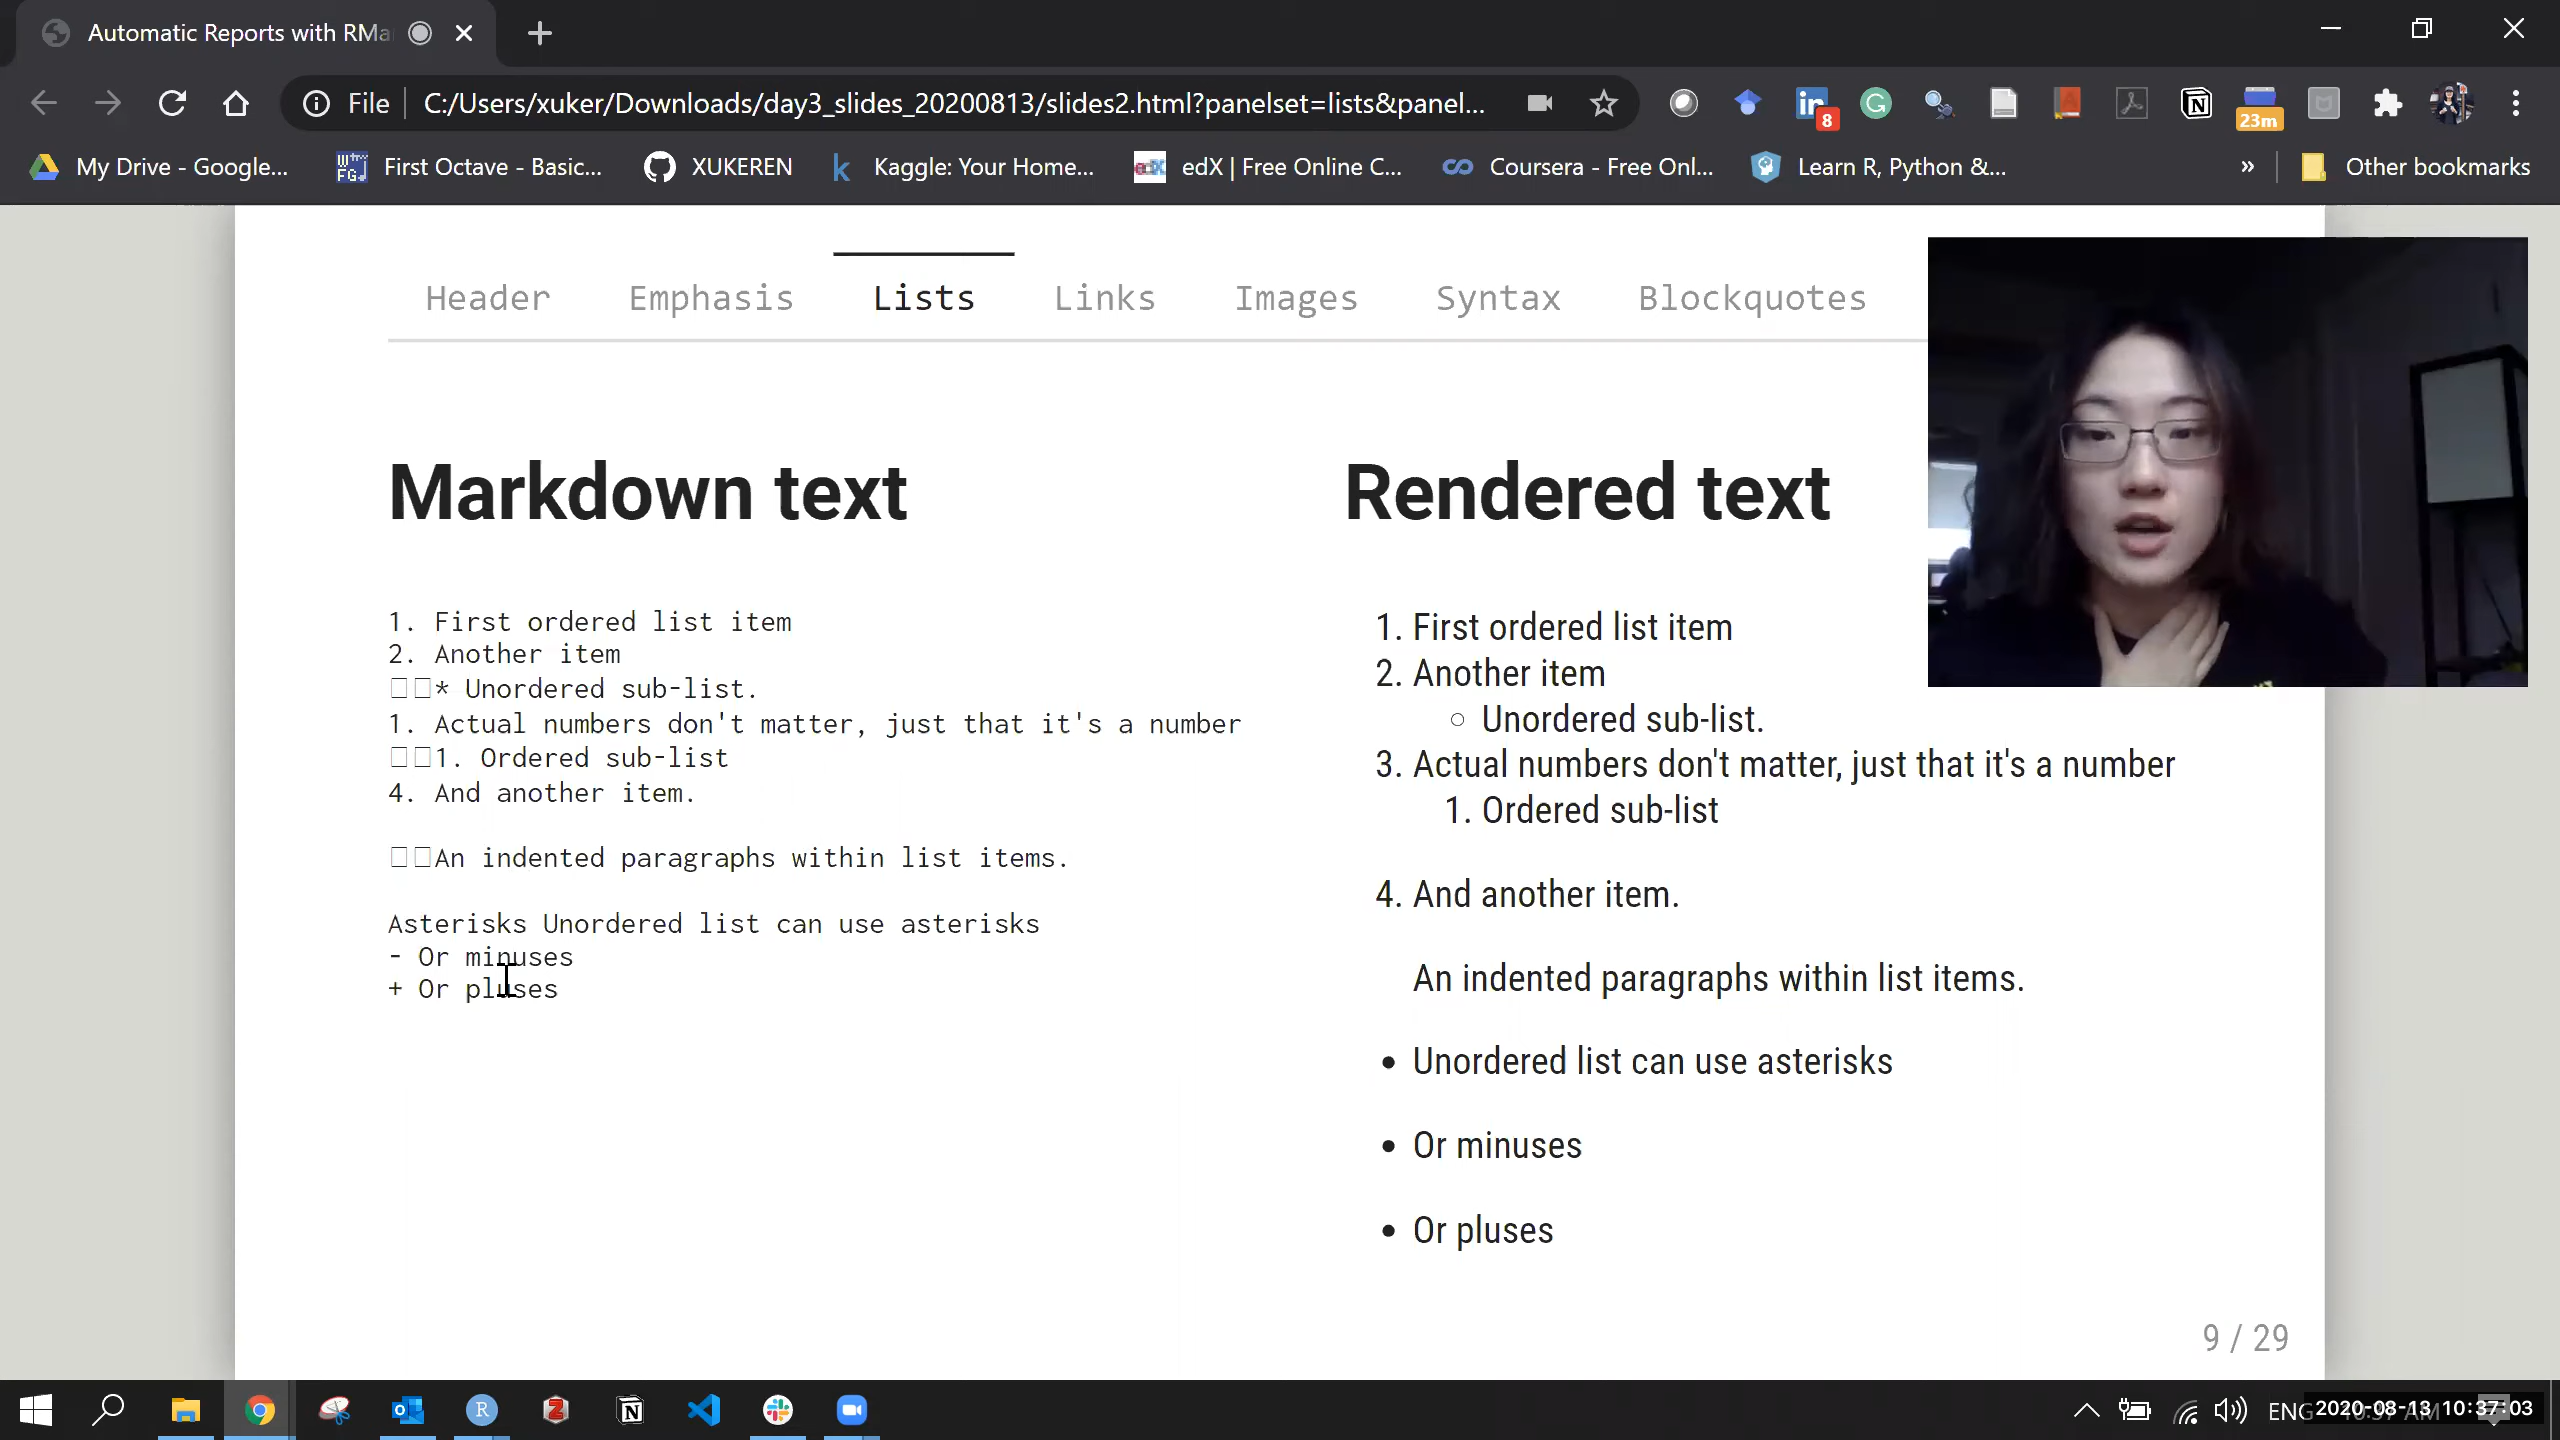 Automatic Reports with RMa
File
C:/Users/xuker/Downloads/day3_slides_20200813/slides2.html?panelset=lists&panel...
8
23m
My Drive - Google...
First Octave - Basic...
XUKEREN
Kaggle: Your Home...
edX | Free Online C...
Coursera - Free Onl...
Learn R, Python &...
»
Other bookmarks
Header
Emphasis
Lists
Links
Images
Syntax
Blockquotes
Markdown text
1. First ordered list item
2. Another item
□□* Unordered sub-list.
1. Actual numbers don't matter, just that it's a number
□□1. Ordered sub-list
4. And another item.
□□An indented paragraphs within list items.
Asterisks Unordered list can use asterisks
- Or minuses
+ Or pluses
Rendered text
1. First ordered list item
2. Another item
○ Unordered sub-list.
3. Actual numbers don't matter, just that it's a number
1. Ordered sub-list
4. And another item.
An indented paragraphs within list items.
• Unordered list can use asterisks
• Or minuses
• Or pluses
9 / 29
ENG
2020-08-13 10:37:03